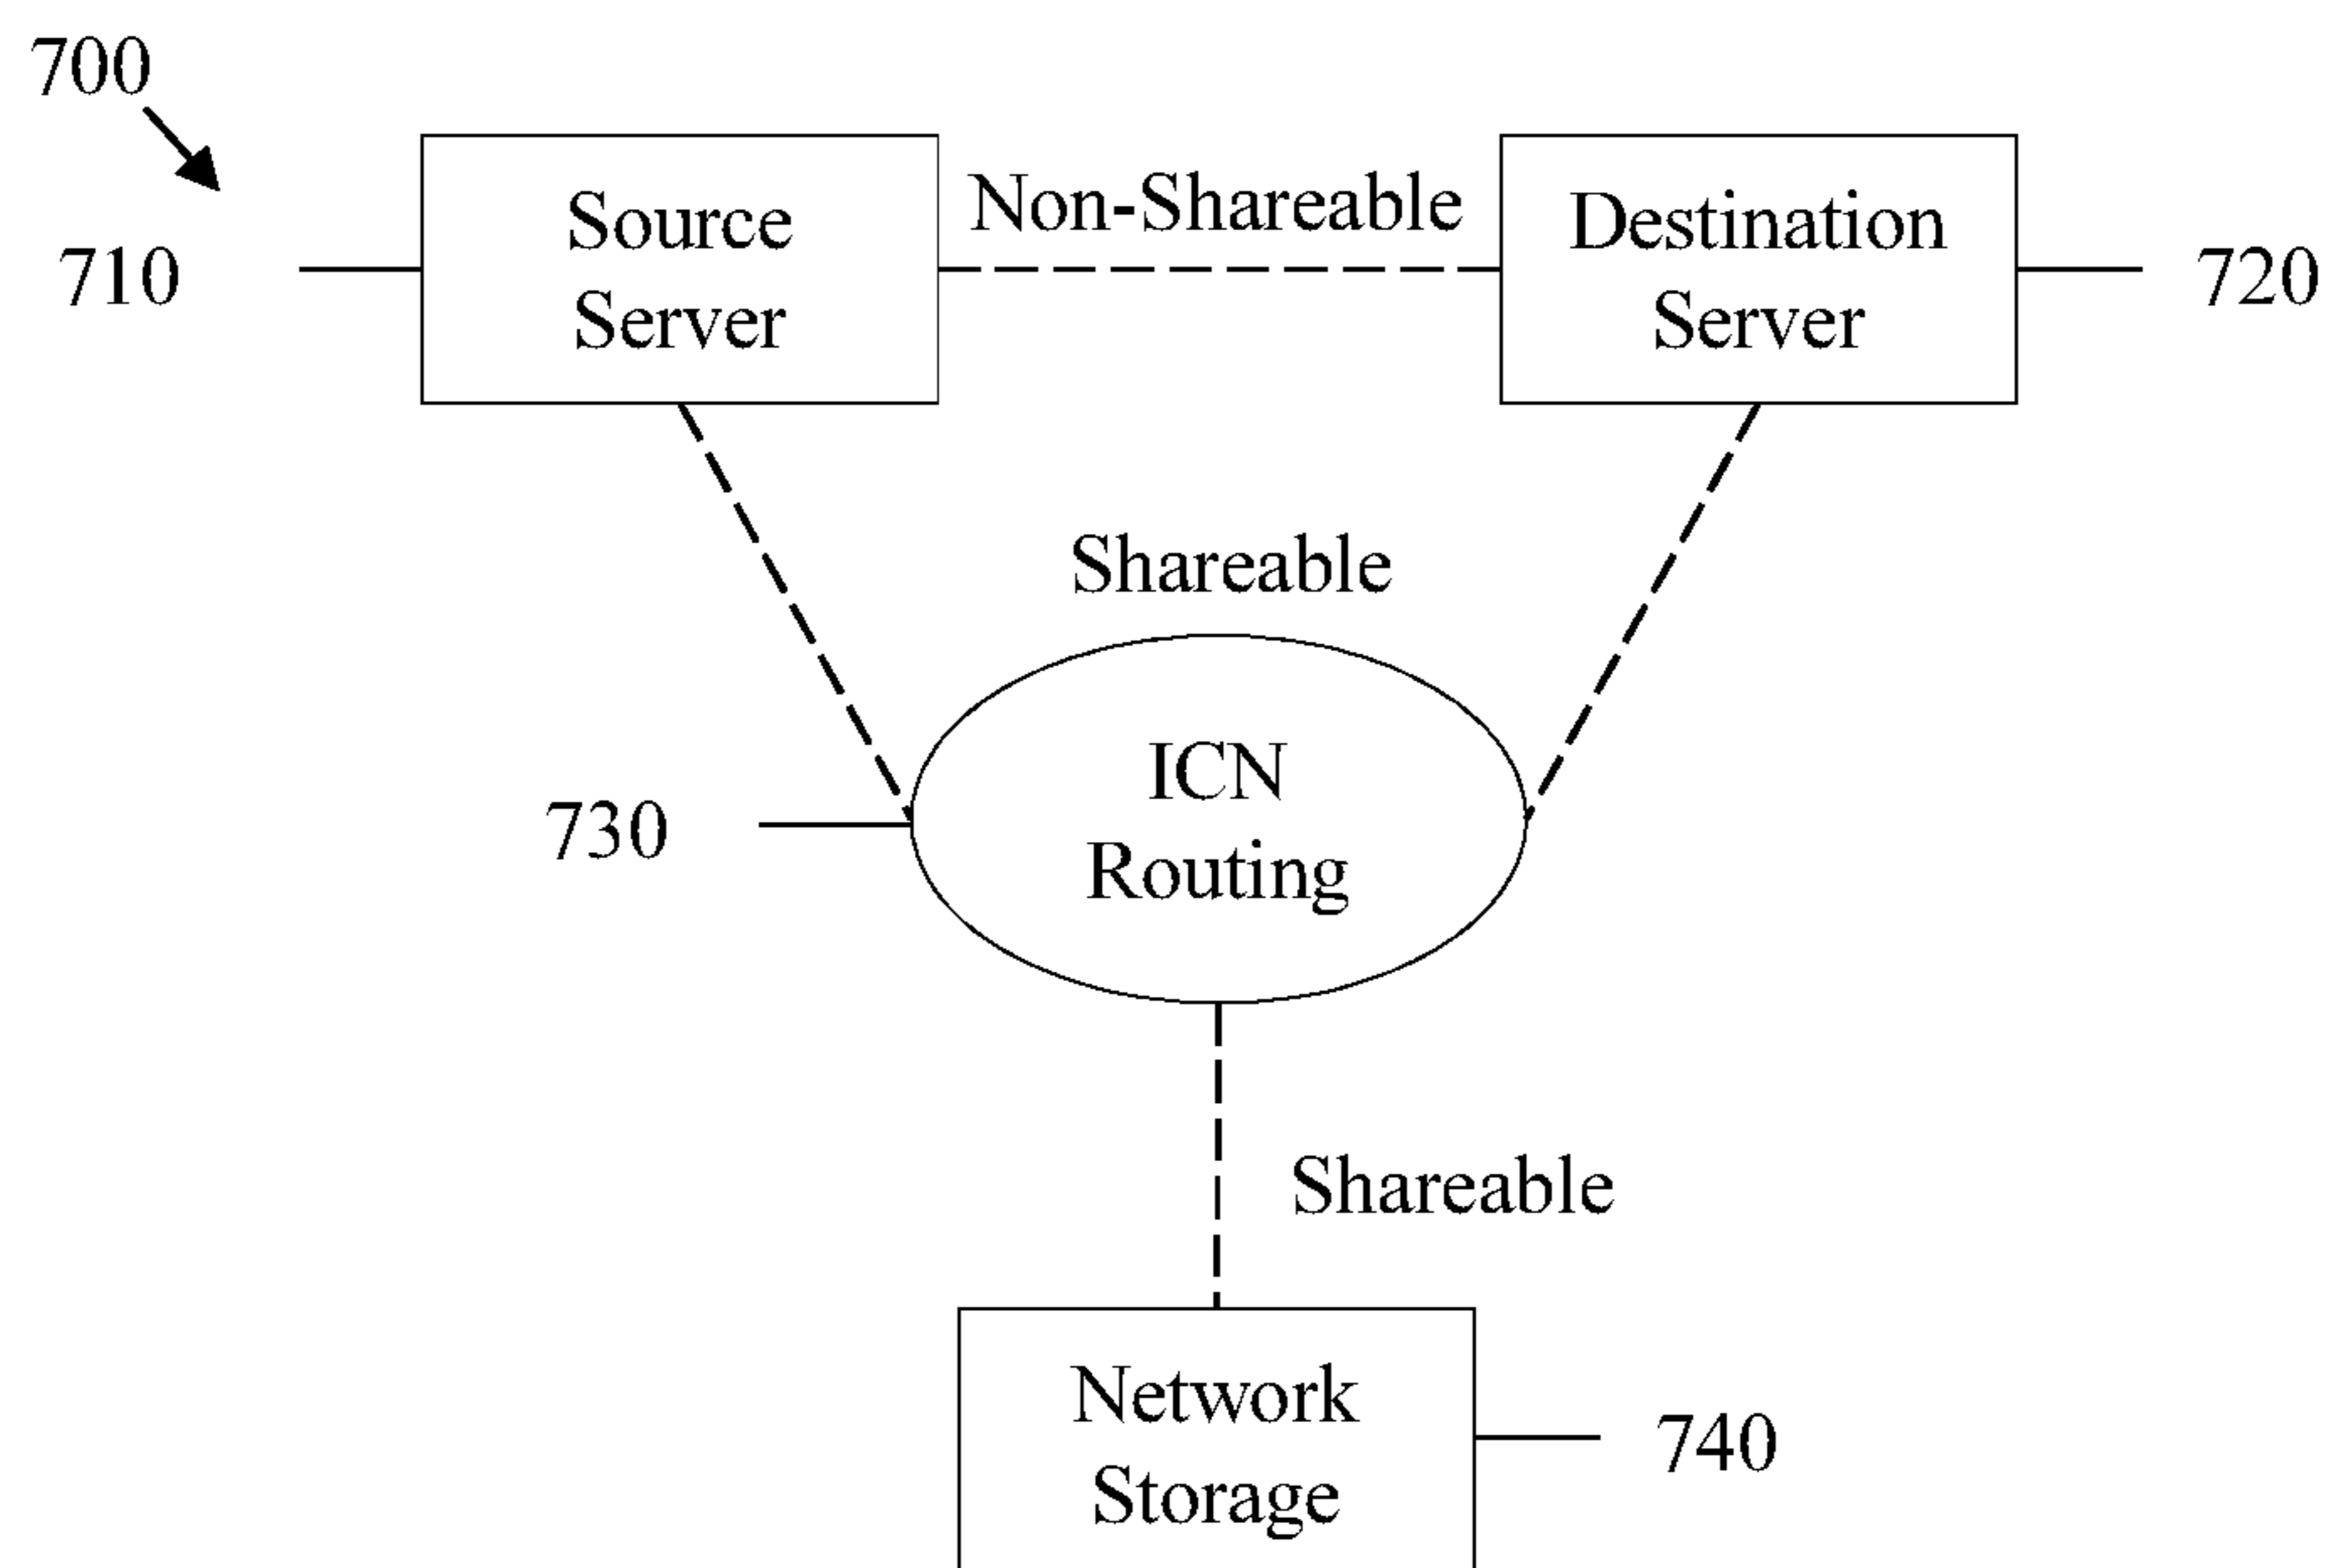 700
710
Source
Server
Non-Shareable
Destination
Server
720
Shareable
730
ICN
Routing
Shareable
Network
Storage
740